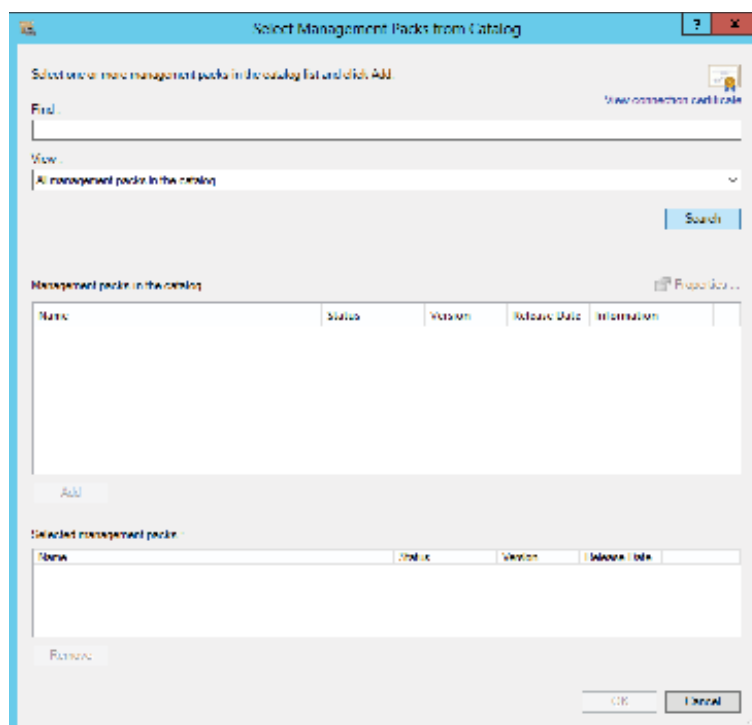 Select Management Packs from Catalog
? x
Select one or more management packs in the catalog list and click Add.
View connection certificate
Find :
View :
All management packs in the catalog
Search
Management packs in the catalog
Properties ...
Name Status Version Release Date Information
Add
Selected management packs :
Name Status Version Release Date
Remove
OK Cancel